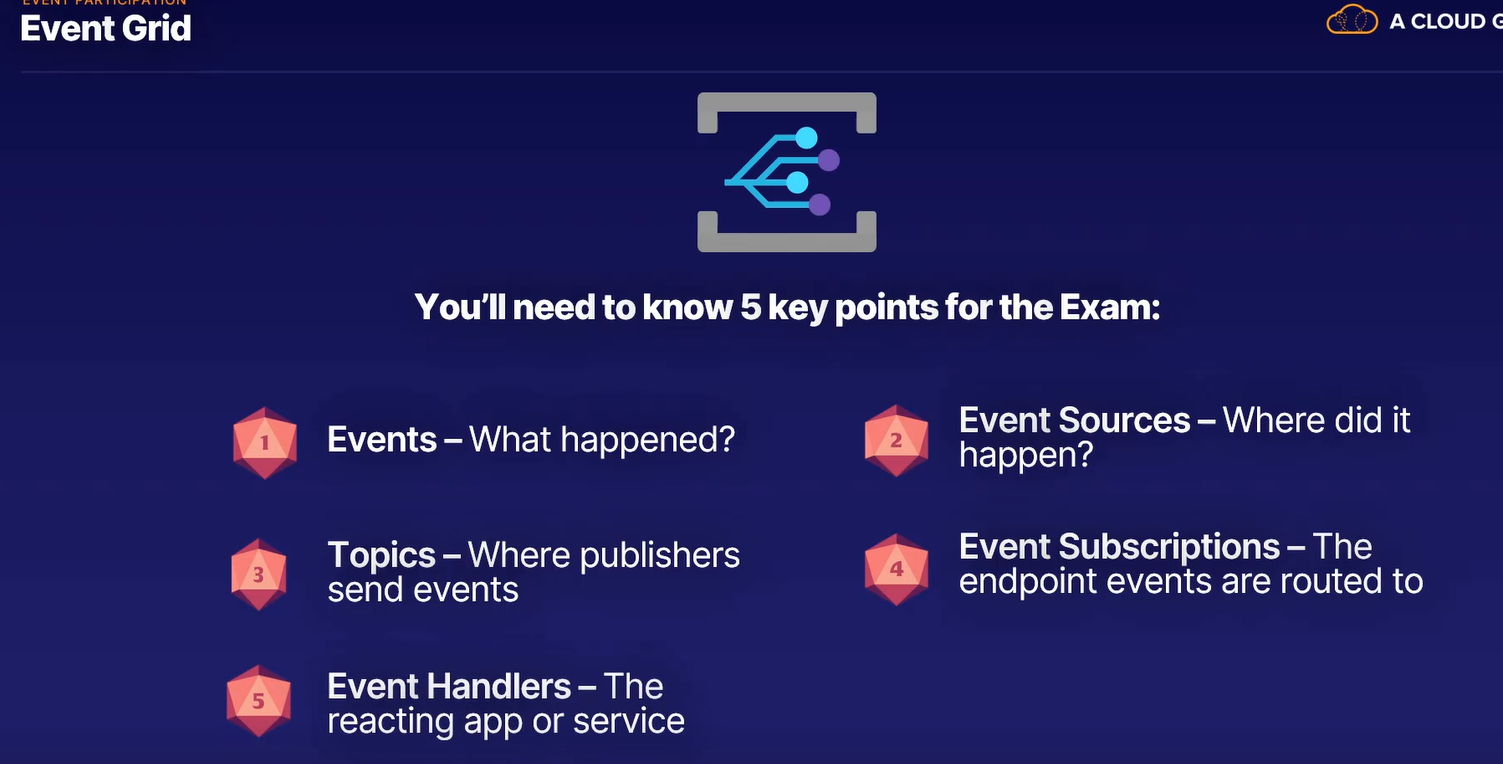 EVENT PARTICIPATION
Event Grid
A CLOUD G
You’ll need to know 5 key points for the Exam:
1
Events – What happened?
2
Event Sources – Where did it
happen?
3
Topics – Where publishers
send events
4
Event Subscriptions – The
endpoint events are routed to
5
Event Handlers – The
reacting app or service